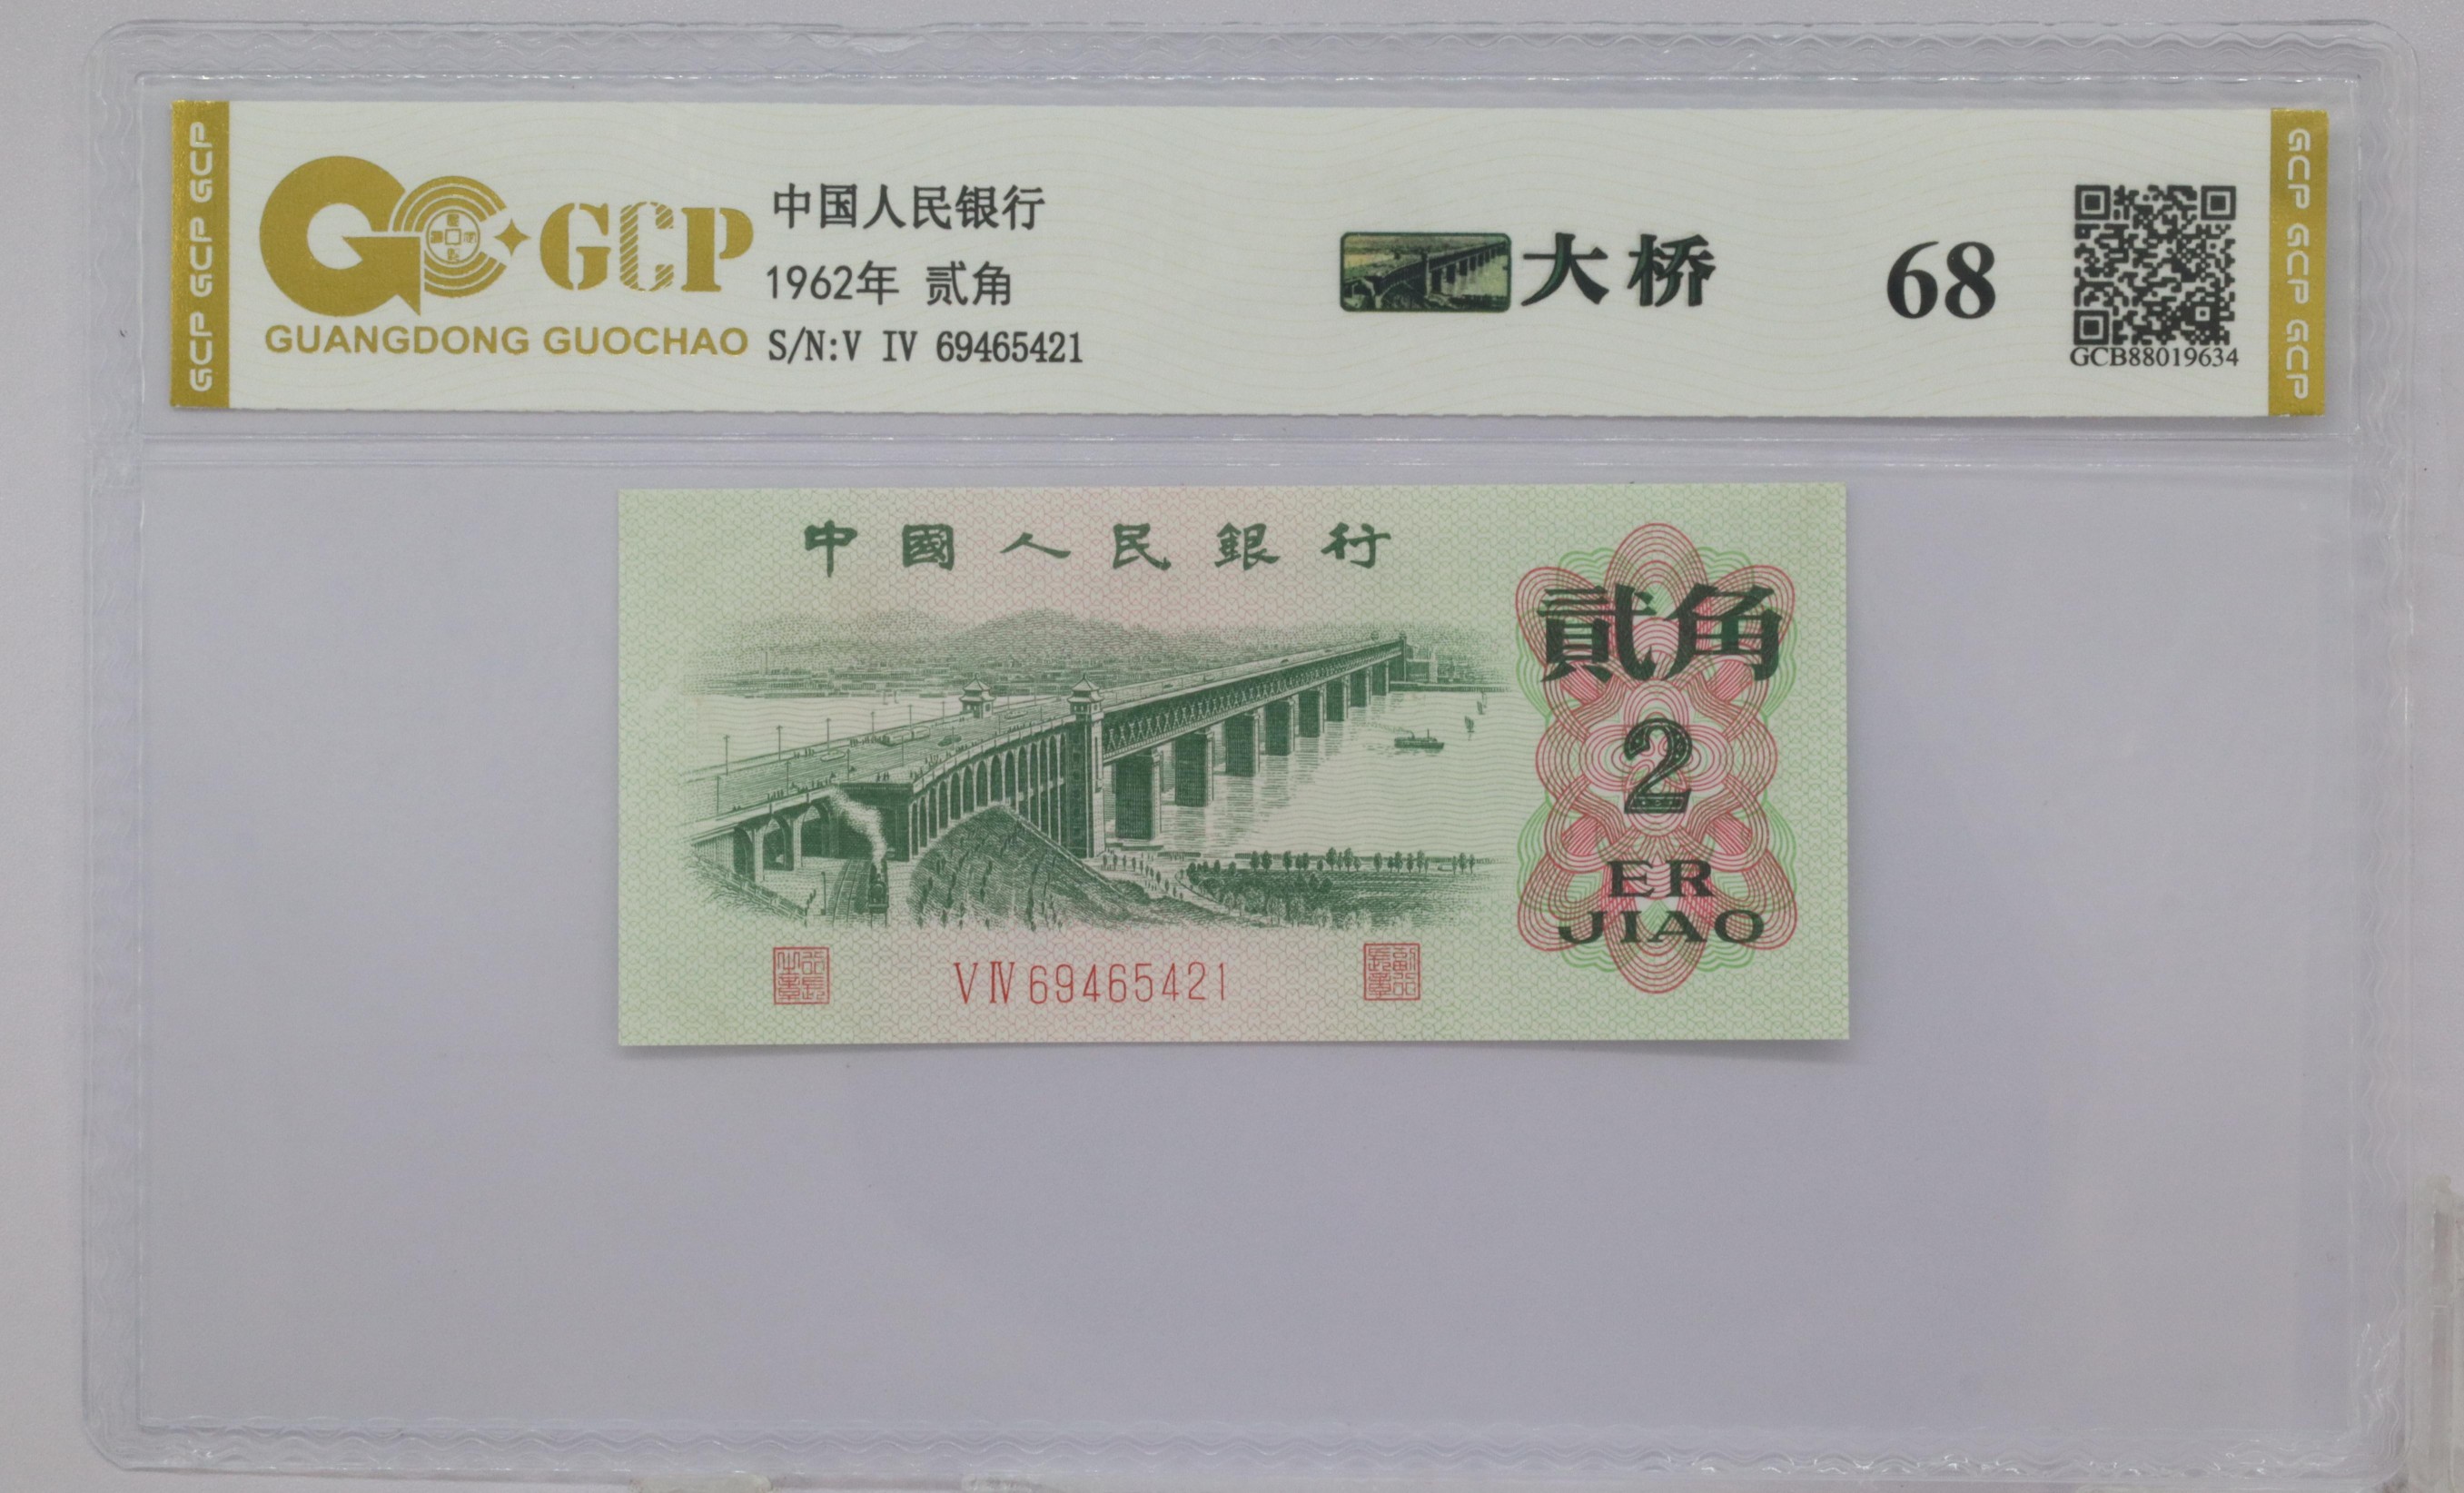 GCP GCP GCP
GCP
GUANGDONG GUOCHAO
中国人民银行
1962年 贰角
S/N:V IV 69465421
大桥
68
GCB88019634
GCP GCP GCP
中國人民銀行
貳角
2
ER
JIAO
V IV 69465421